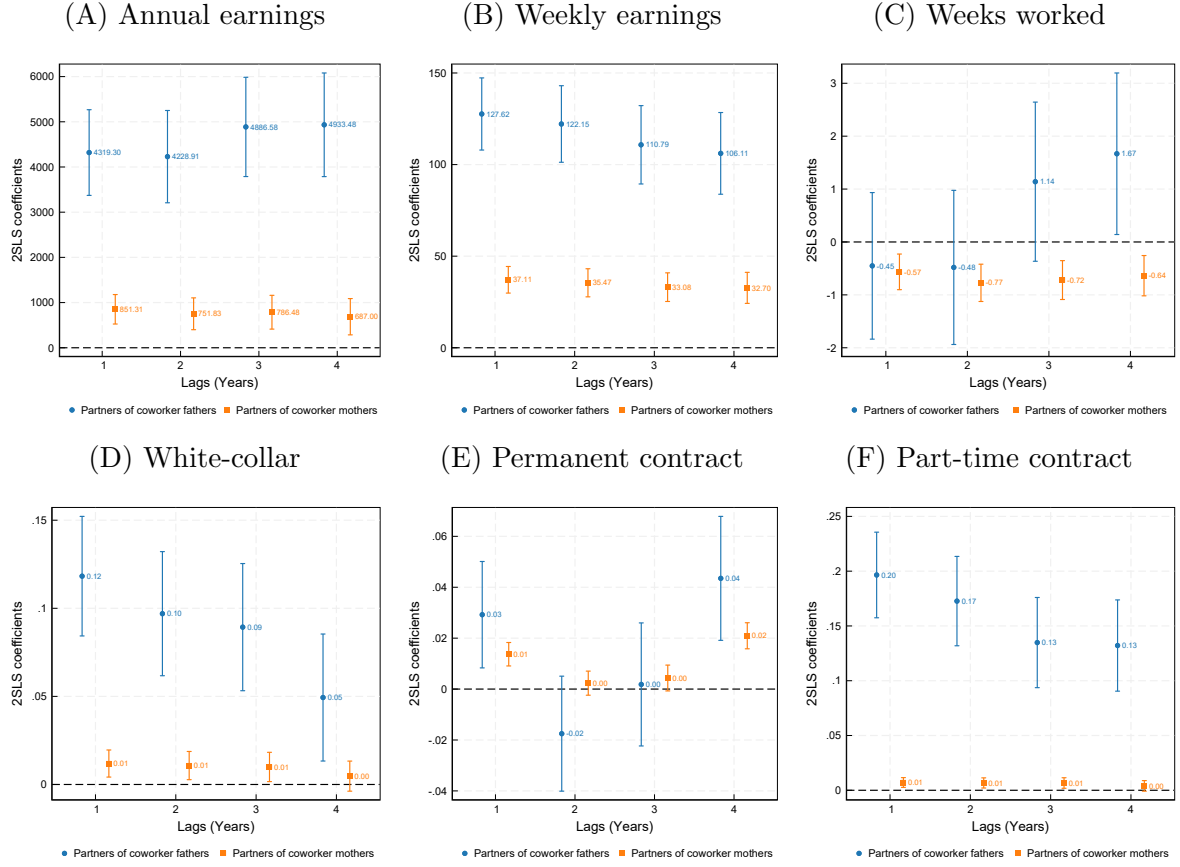 (A) Annual earnings
6000
5000
4000
3000
2000
1000
0
2SLS coefficients
4319.30
4228.91
4886.58
4933.48
851.31
751.83
786.48
687.00
1 2 3 4
Lags (Years)
Partners of coworker fathers Partners of coworker mothers
(B) Weekly earnings
150
100
50
0
2SLS coefficients
127.62
122.15
110.79
106.11
37.11
35.47
33.08
32.70
1 2 3 4
Lags (Years)
Partners of coworker fathers Partners of coworker mothers
(C) Weeks worked
3
2
1
0
-1
-2
2SLS coefficients
-0.45
-0.57
-0.48
-0.77
1.14
-0.72
1.67
-0.64
1 2 3 4
Lags (Years)
Partners of coworker fathers Partners of coworker mothers
(D) White-collar
.15
.1
.05
0
2SLS coefficients
0.12
0.10
0.09
0.05
0.01
0.01
0.01
0.00
1 2 3 4
Lags (Years)
Partners of coworker fathers Partners of coworker mothers
(E) Permanent contract
.06
.04
.02
0
-.02
-.04
2SLS coefficients
0.03
0.01
-0.02
0.00
0.00
0.00
0.04
0.02
1 2 3 4
Lags (Years)
Partners of coworker fathers Partners of coworker mothers
(F) Part-time contract
.25
.2
.15
.1
.05
0
2SLS coefficients
0.20
0.17
0.13
0.13
0.01
0.01
0.01
0.00
1 2 3 4
Lags (Years)
Partners of coworker fathers Partners of coworker mothers